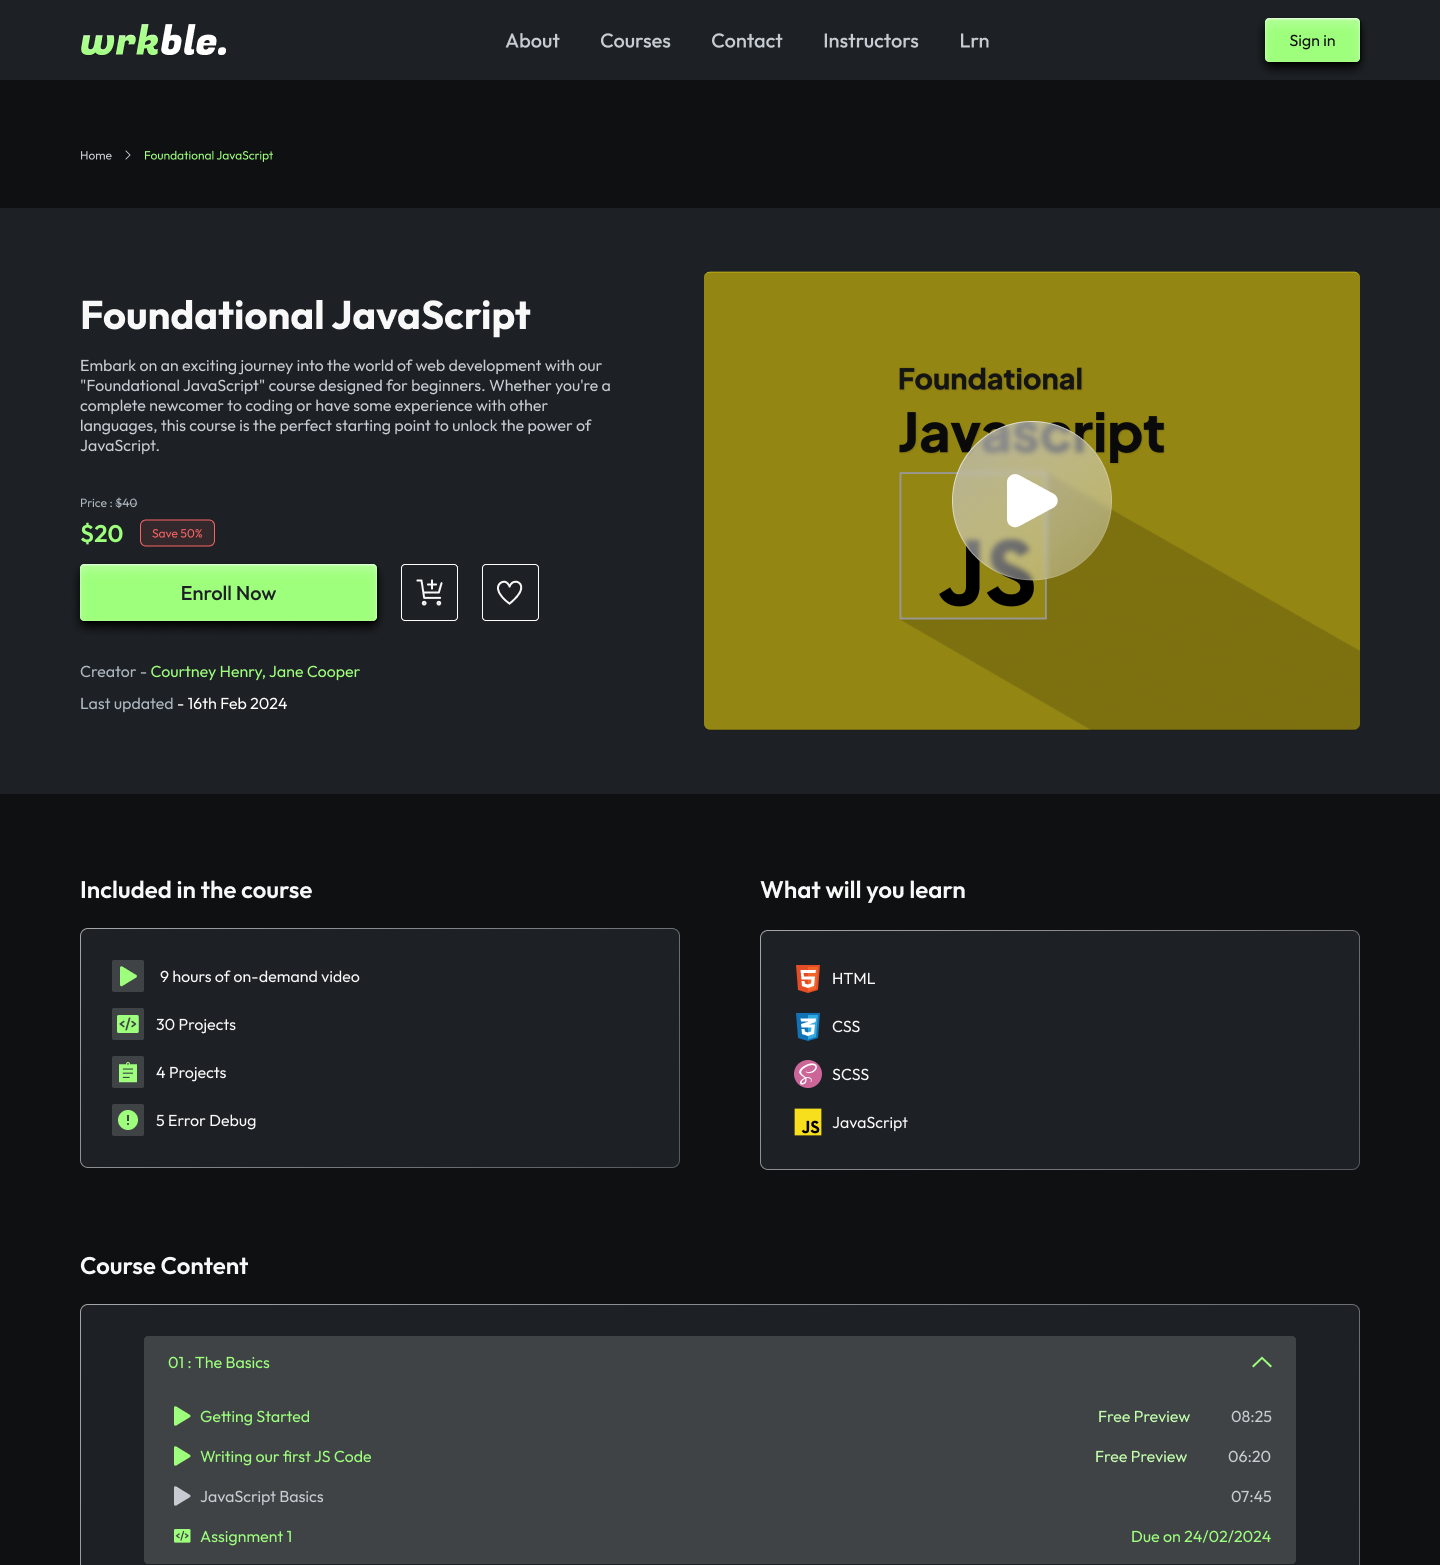 wrkble.
About Courses Contact Instructors Lrn
Sign in
Home > Foundational JavaScript
Foundational JavaScript
Embark on an exciting journey into the world of web development with our
"Foundational JavaScript" course designed for beginners. Whether you're a
complete newcomer to coding or have some experience with other
languages, this course is the perfect starting point to unlock the power of
JavaScript.
Price : $40
$20 Save 50%
Enroll Now
Creator - Courtney Henry, Jane Cooper
Last updated - 16th Feb 2024
Foundational
Javascript
JS
Included in the course
9 hours of on-demand video
30 Projects
4 Projects
5 Error Debug
What will you learn
HTML
CSS
SCSS
JS JavaScript
Course Content
01 : The Basics
Getting Started Free Preview 08:25
Writing our first JS Code Free Preview 06:20
JavaScript Basics 07:45
Assignment 1 Due on 24/02/2024